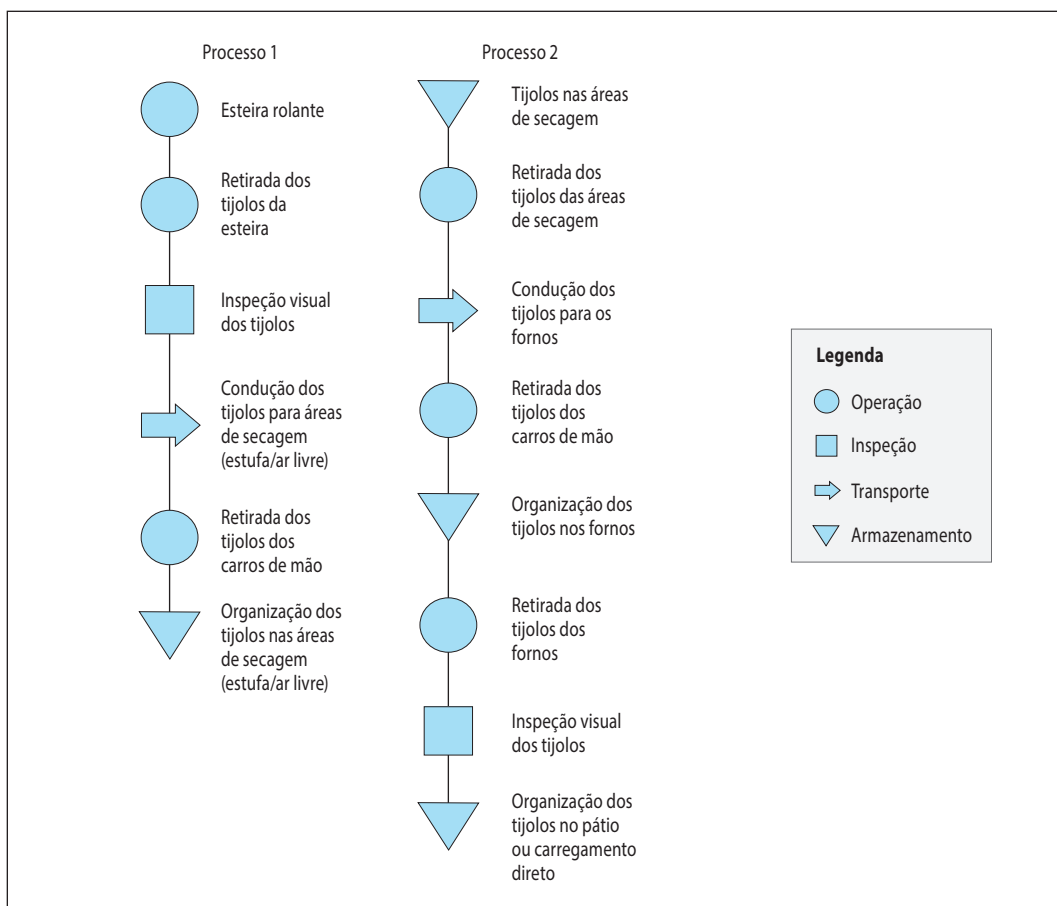 Processo 1
Esteira rolante
Retirada dos
tijolos da
esteira
Inspeção visual
dos tijolos
Condução dos
tijolos para áreas
de secagem
(estufa/ar livre)
Retirada dos
tijolos dos
carros de mão
Organização dos
tijolos nas áreas
de secagem
(estufa/ar livre)
Processo 2
Tijolos nas áreas
de secagem
Retirada dos
tijolos das áreas
de secagem
Condução dos
tijolos para os
fornos
Retirada dos
tijolos dos
carros de mão
Organização dos
tijolos nos fornos
Retirada dos
tijolos dos
fornos
Inspeção visual
dos tijolos
Organização dos
tijolos no pátio
ou carregamento
direto
Legenda
Operação
Inspeção
Transporte
Armazenamento